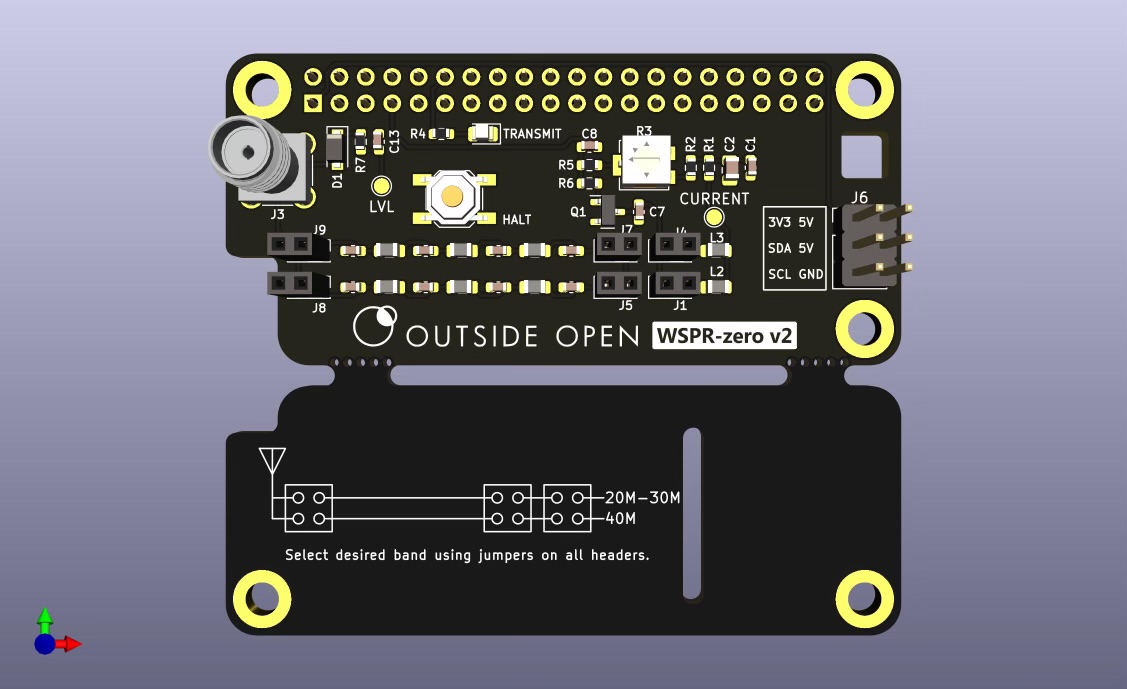 R4
TRANSMIT
C13
R7
D1
C8
R3
R5
R6
R2
R1
C2
C1
LVL
HALT
Q1
C7
CURRENT
J6
J3
J9
J7
J4
L3
3V3 5V
SDA 5V
SCL GND
L2
J8
J5
J1
OUTSIDE OPEN
WSPR-zero v2
20M-30M
40M
Select desired band using jumpers on all headers.